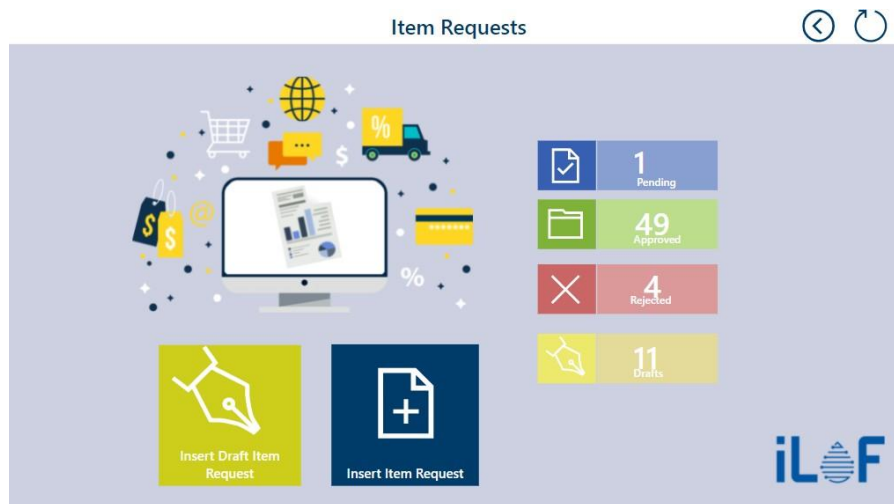 Item Requests
%
$
@
$
$
%
1
Pending
49
Approved
4
Rejected
11
Drafts
Insert Draft Item
Request
Insert Item Request
iLoF